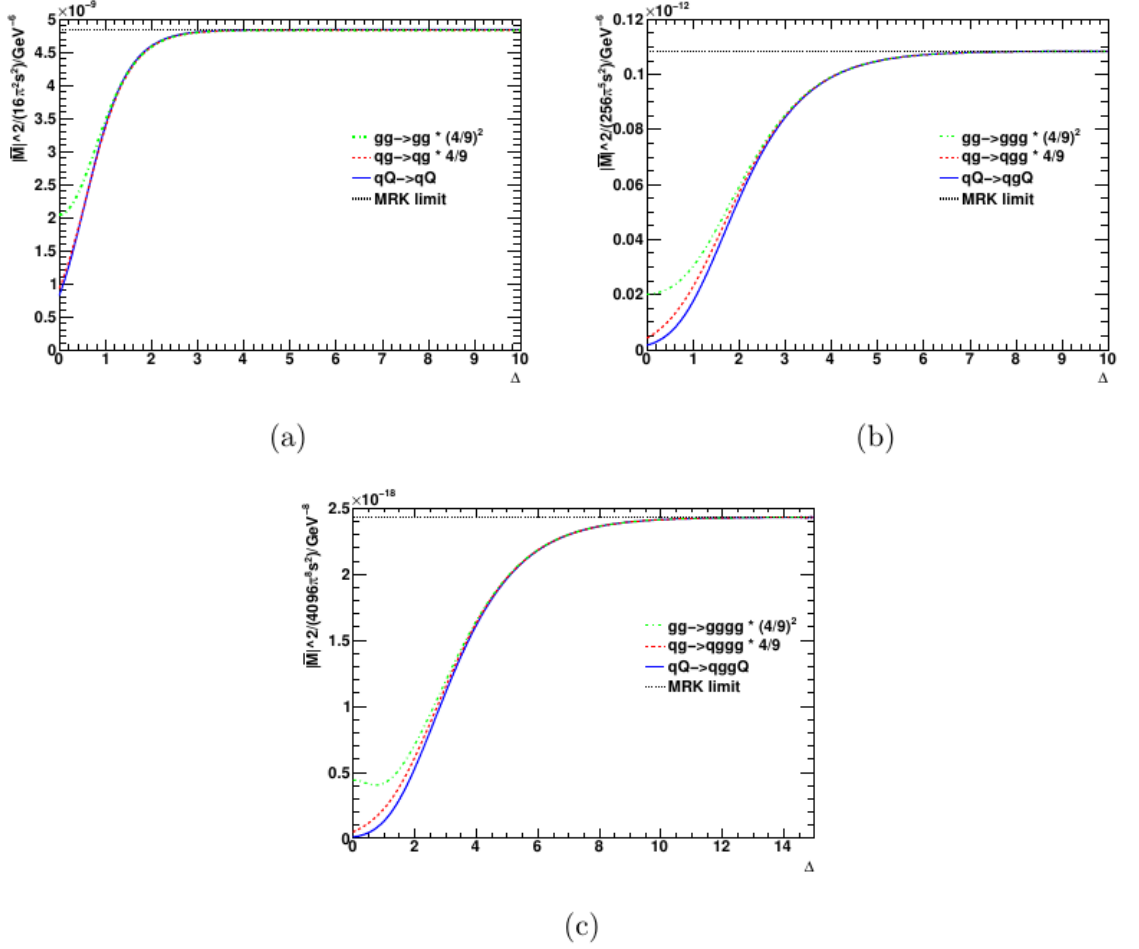 ×10⁻⁹
|M̅|^2/(16π²s²)/GeV⁻⁶
5
4.5
4
3.5
3
2.5
2
1.5
1
0.5
0
gg−>gg * (4/9)²
qg−>qg * 4/9
qQ−>qQ
MRK limit
0 1 2 3 4 5 6 7 8 9 10
Δ
(a)
×10⁻¹²
|M̅|^2/(256π⁵s²)/GeV⁻⁶
0.12
0.1
0.08
0.06
0.04
0.02
0
gg−>ggg * (4/9)²
qg−>qgg * 4/9
qQ−>qgQ
MRK limit
0 1 2 3 4 5 6 7 8 9 10
Δ
(b)
×10⁻¹⁸
|M̅|^2/(4096π⁸s²)/GeV⁻⁸
2.5
2
1.5
1
0.5
0
gg−>gggg * (4/9)²
qg−>qggg * 4/9
qQ−>qggQ
MRK limit
0 2 4 6 8 10 12 14
Δ
(c)